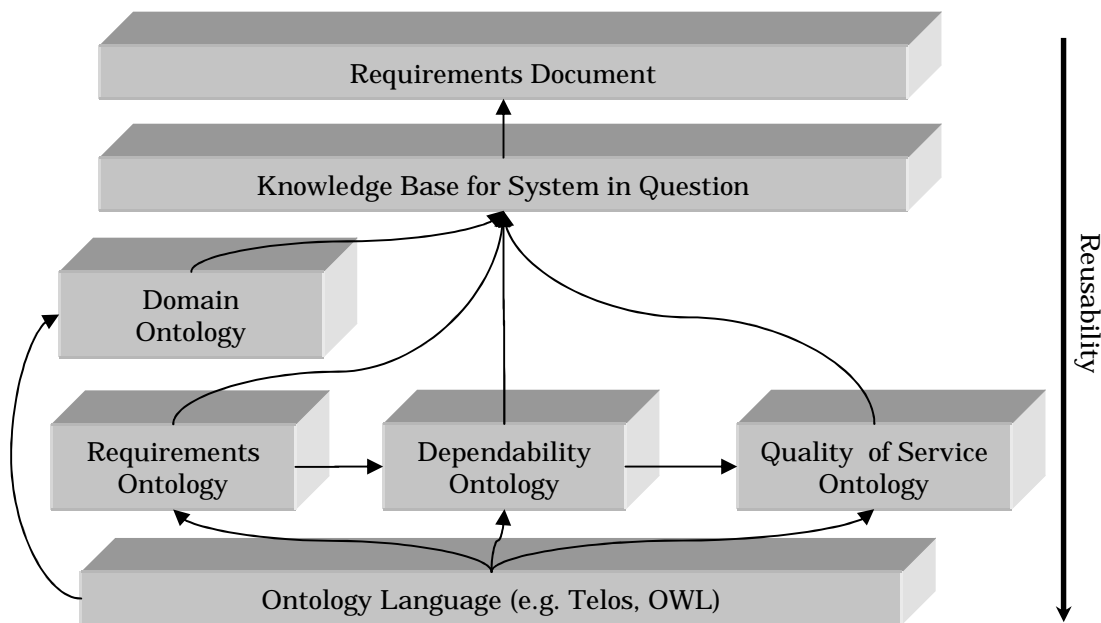 Requirements Document
Knowledge Base for System in Question
Domain
Ontology
Reusability
Requirements
Ontology
Dependability
Ontology
Quality of Service
Ontology
Ontology Language (e.g. Telos, OWL)